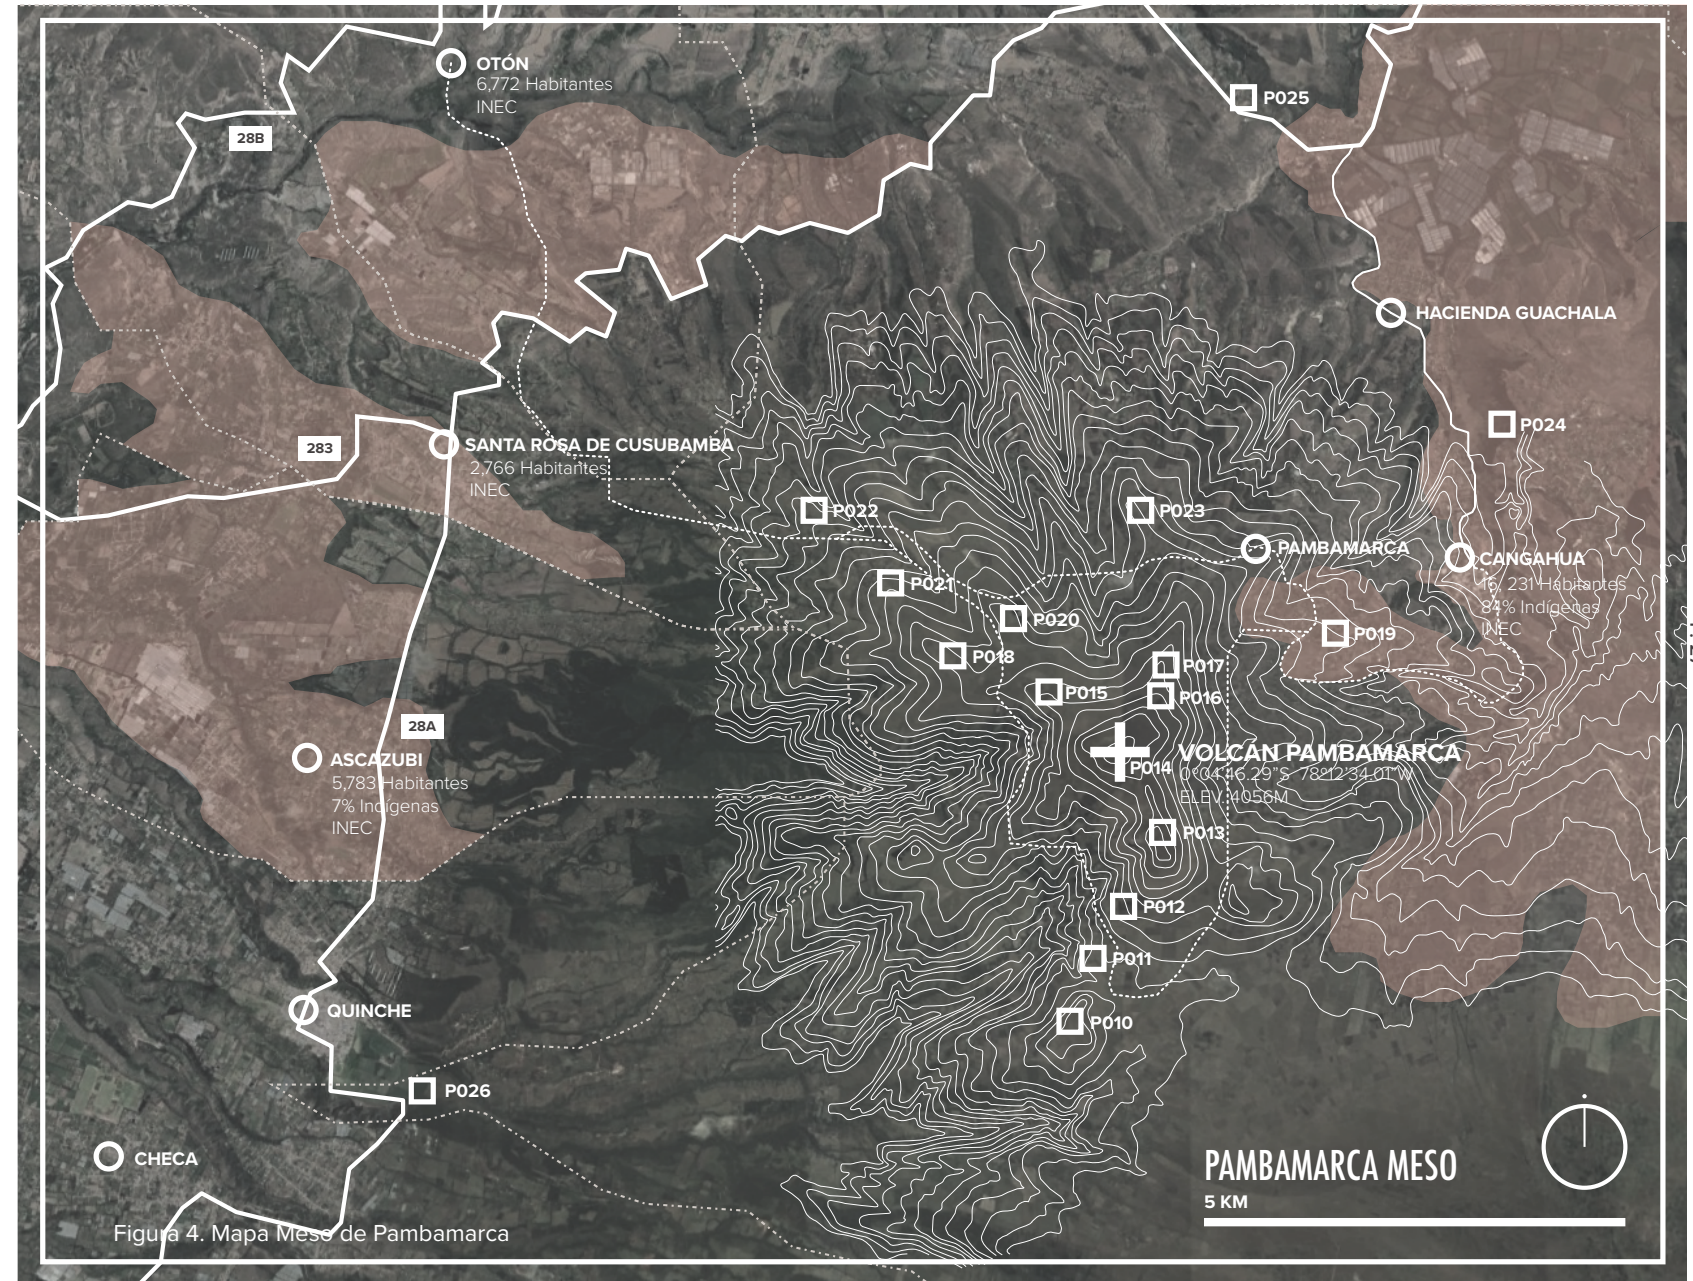 OTÓN
6,772 Habitantes
INEC
28B
P025
HACIENDA GUACHALA
P024
283
SANTA ROSA DE CUSUBAMBA
2,766 Habitantes
INEC
P022
P023
PAMBAMARCA
CANGAHUA
16, 231 Habitantes
84% Indígenas
INEC
P021
P020
P019
P018
P017
P016
P015
28A
ASCAZUBI
5,783 Habitantes
7% Indígenas
INEC
VOLCÁN PAMBAMARCA
P014
0°04'46.29"S 78°12'34.01"W
ELEV. 4056M
P013
P012
P011
P010
QUINCHE
P026
CHECA
PAMBAMARCA MESO
5 KM
Figura 4. Mapa Meso de Pambamarca